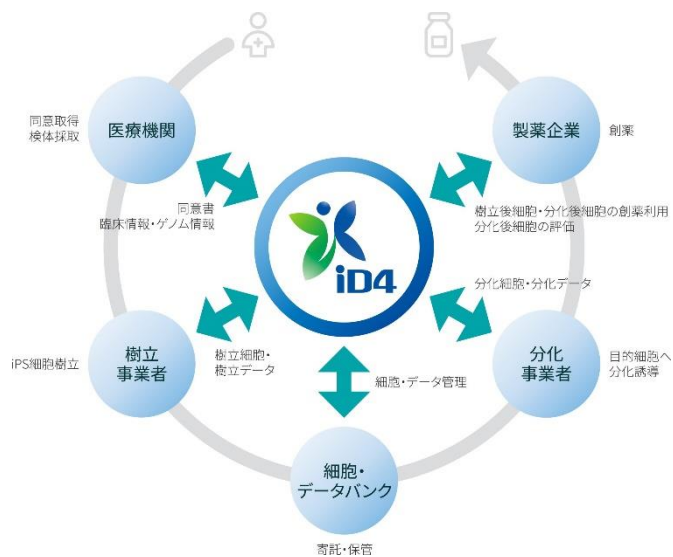 医療機関
同意取得
検体採取
同意書
臨床情報・ゲノム情報
製薬企業
創薬
樹立後細胞・分化後細胞の創薬利用
分化後細胞の評価
iD4
樹立
事業者
iPS細胞樹立
樹立細胞・
樹立データ
分化細胞・分化データ
分化
事業者
目的細胞へ
分化誘導
細胞・データ管理
細胞・
データバンク
寄託・保管